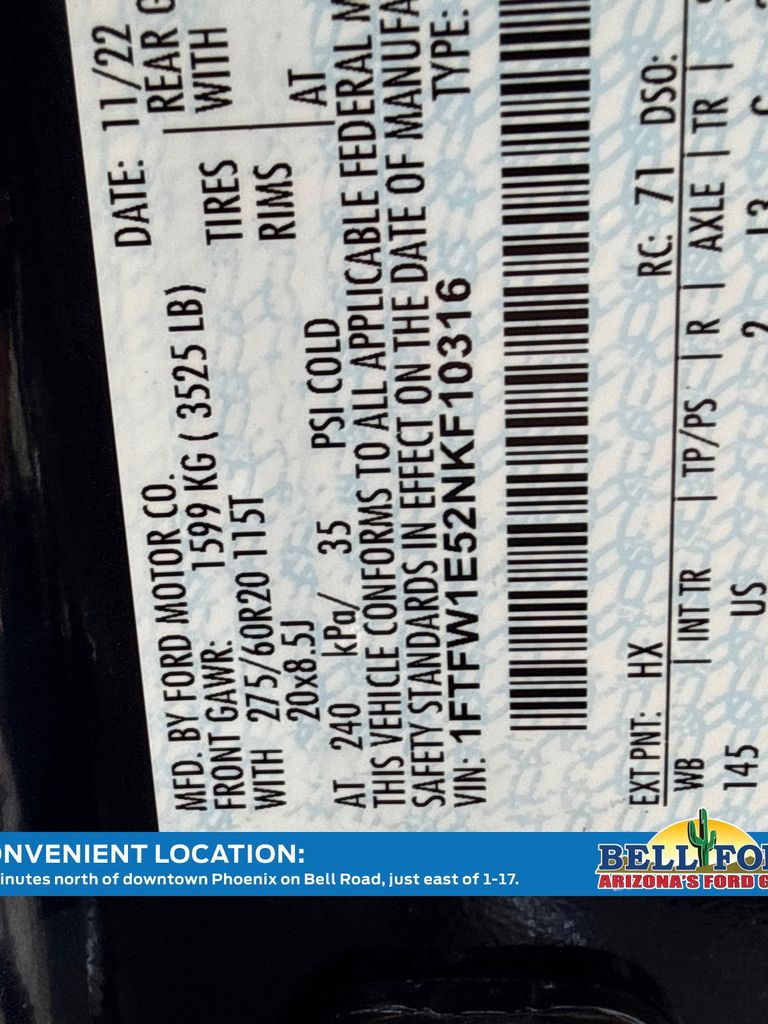 MFD. BY FORD MOTOR CO.
DATE: 11/22
FRONT GAWR: 1599 KG ( 3525 LB)
REAR G
WITH 275/60R20 115T
TIRES WITH
20x8.5J
RIMS
AT 240 kPa/ 35 PSI COLD
AT
THIS VEHICLE CONFORMS TO ALL APPLICABLE FEDERAL M
SAFETY STANDARDS IN EFFECT ON THE DATE OF MANUFA
VIN: 1FTFW1E52NKF10316
TYPE:
EXT PNT: HX RC: 71 DSO:
WB | INT TR | TP/PS | R | AXLE | TR |
145 US 2 L3
ONVENIENT LOCATION:
inutes north of downtown Phoenix on Bell Road, just east of 1-17.
BELL FO
ARIZONA'S FORD G